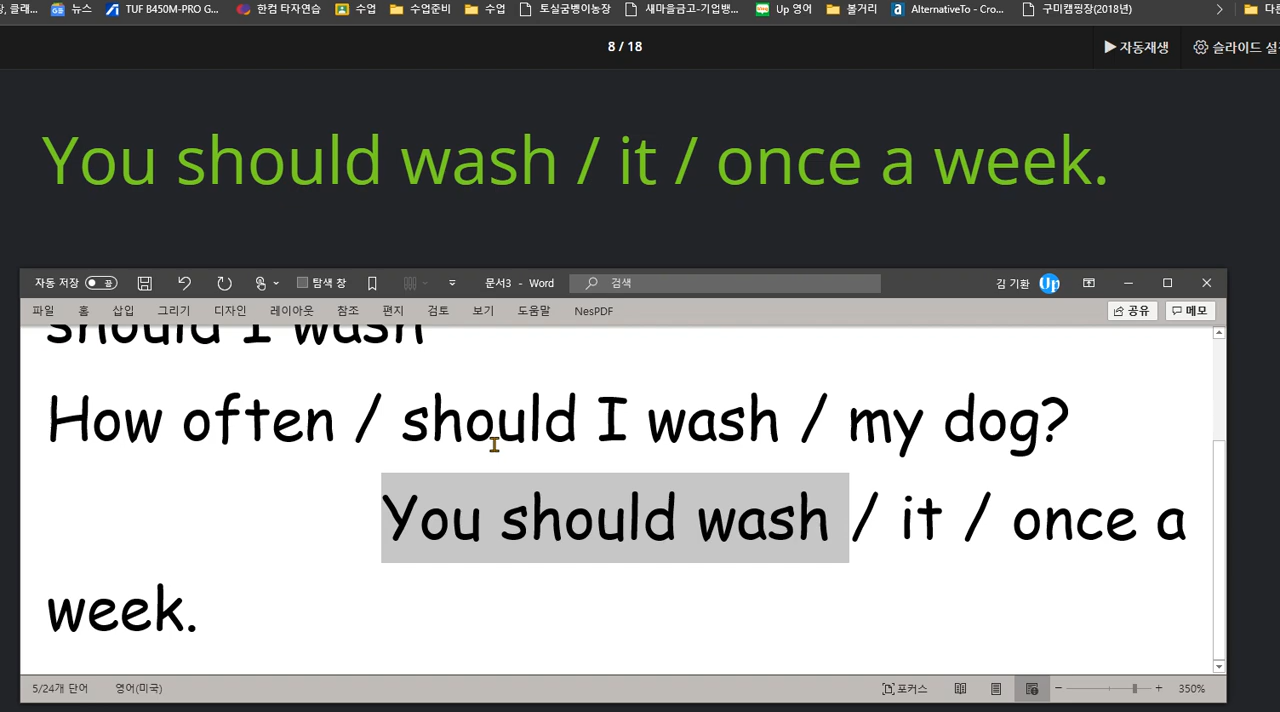 장, 클래... 뉴스 TUF B450M-PRO G... 한컴 타자연습 수업 수업준비 수업 토실굼벵이농장 새마을금고-기업뱅... Up 영어 볼거리 AlternativeTo - Cro... 구미캠핑장(2018년) 다른
8 / 18 자동재생 슬라이드 설
You should wash / it / once a week.
자동 저장 끔 탐색 창 문서3 - Word 검색 김 기환 Up
파일 홈 삽입 그리기 디자인 레이아웃 참조 편지 검토 보기 도움말 NesPDF 공유 메모
should I wash
How often / should I wash / my dog?
You should wash / it / once a
week.
5/24개 단어 영어(미국) 포커스 350%